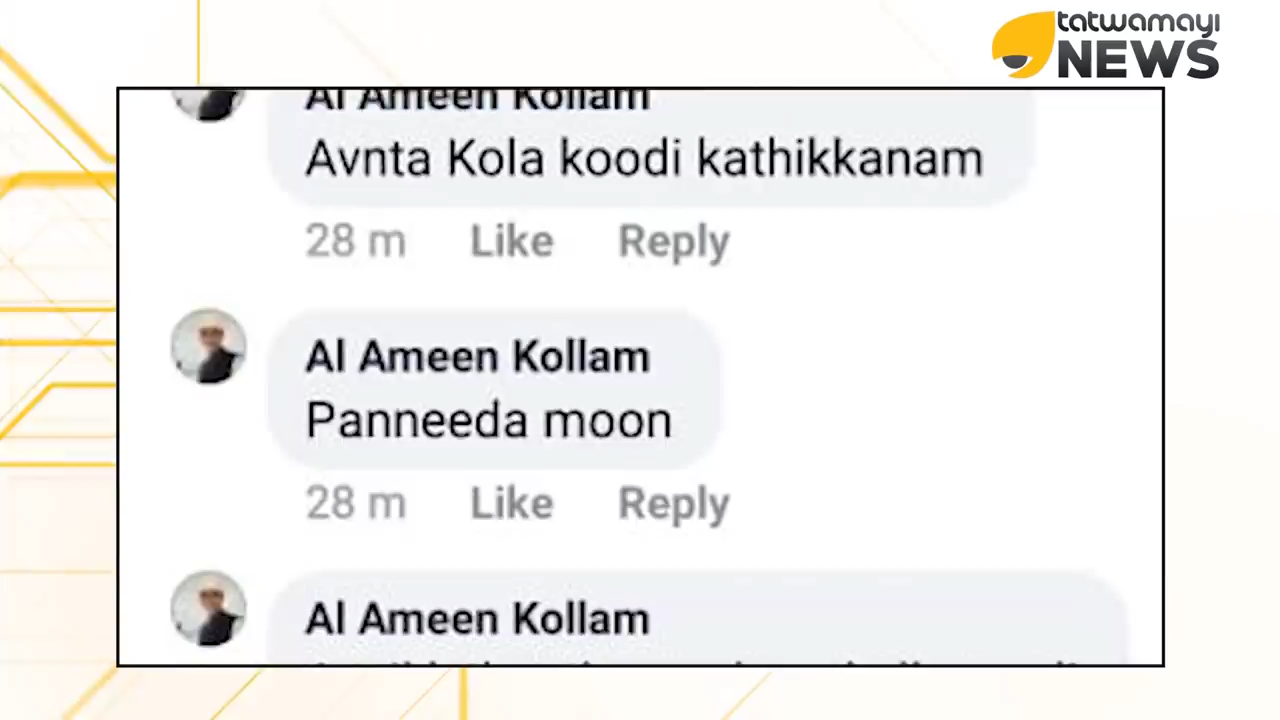 tatwamayi
NEWS
Al Ameen Kollam
Avnta Kola koodi kathikkanam
28 m Like Reply
Al Ameen Kollam
Panneeda moon
28 m Like Reply
Al Ameen Kollam